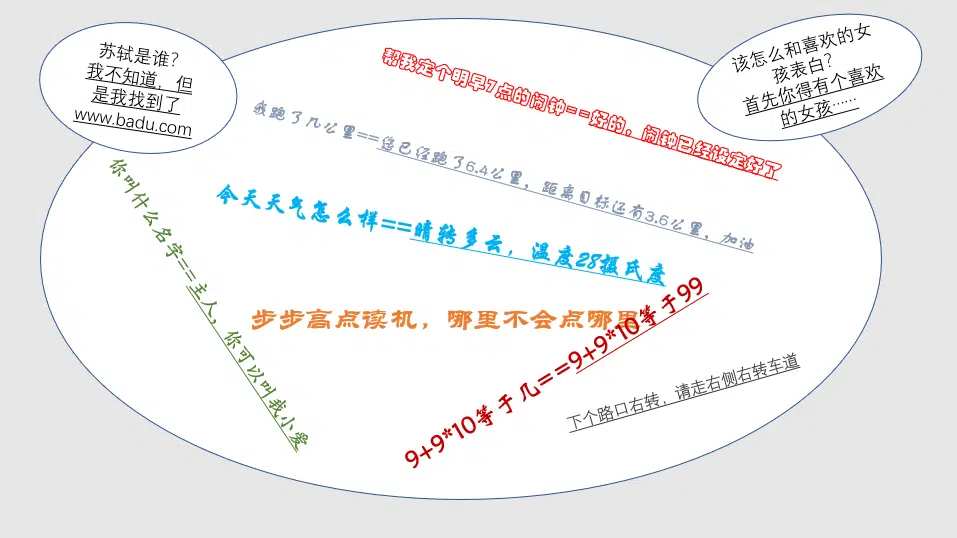 苏轼是谁？
我不知道，但
是我找到了
www.badu.com
该怎么和喜欢的女
孩表白？
首先你得有个喜欢
的女孩……
帮我定个明早7点的闹钟==好的，闹钟已经设定好了
我跑了几公里==您已经跑了6.4公里，距离目标还有3.6公里，加油
今天天气怎么样==晴转多云，温度28摄氏度
你叫什么名字==主人，你可以叫我小爱
步步高点读机，哪里不会点哪里
9+9*10等于几==9+9*10等于99
下个路口右转，请走右侧右转车道